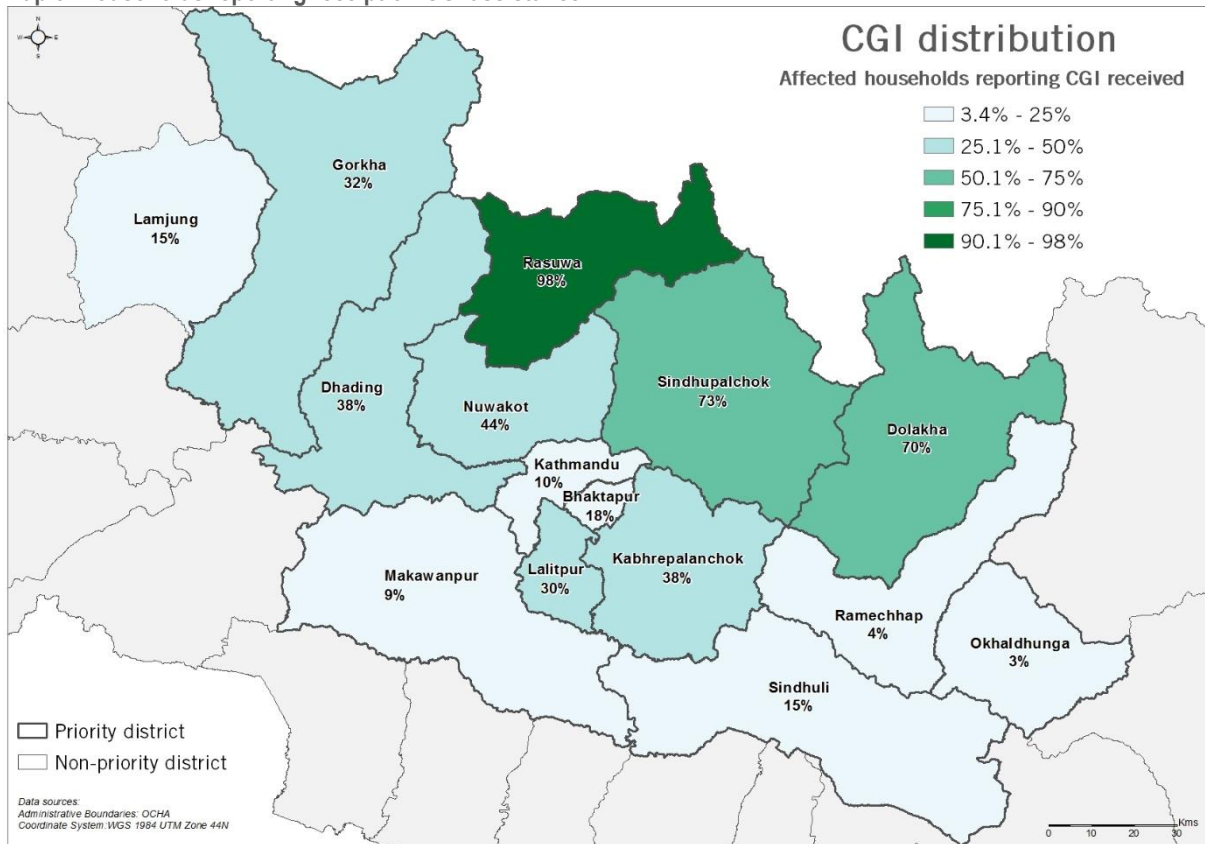 CGI distribution
Affected households reporting CGI received
3.4% - 25%
25.1% - 50%
50.1% - 75%
75.1% - 90%
90.1% - 98%
N
W
E
S
Gorkha
32%
Lamjung
15%
Rasuwa
98%
Dhading
38%
Nuwakot
44%
Sindhupalchok
73%
Dolakha
70%
Kathmandu
10%
Bhaktapur
18%
Lalitpur
30%
Kabhrepalanchok
38%
Makawanpur
9%
Ramechhap
4%
Okhaldhunga
3%
Sindhuli
15%
Priority district
Non-priority district
Data sources:
Administrative Boundaries: OCHA
Coordinate System:WGS 1984 UTM Zone 44N
Kms
0 10 20 30